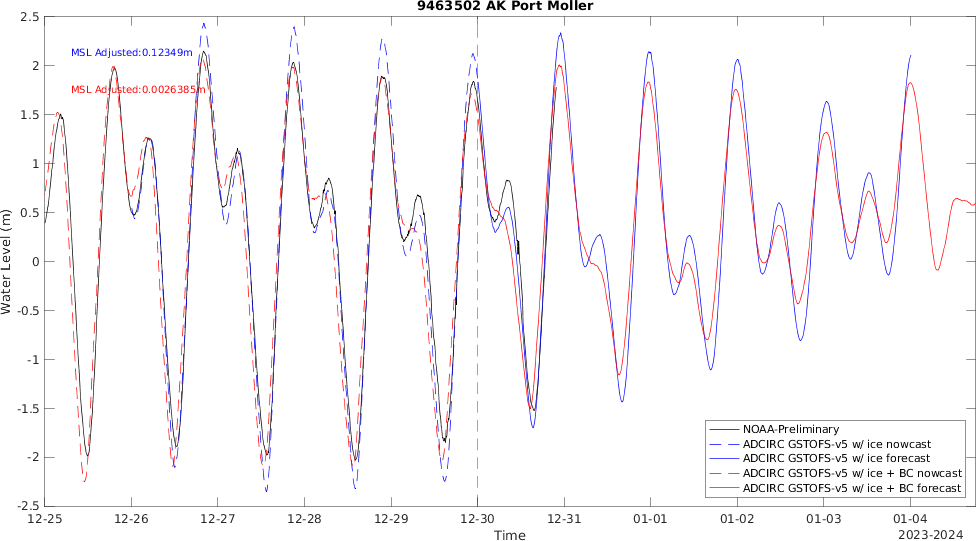 9463502 AK Port Moller
MSL Adjusted:0.12349m
MSL Adjusted:0.0026385m
Water Level (m)
2.5
2
1.5
1
0.5
0
-0.5
-1
-1.5
-2
-2.5
12-25 12-26 12-27 12-28 12-29 12-30 12-31 01-01 01-02 01-03 01-04
Time
2023-2024
NOAA-Preliminary
ADCIRC GSTOFS-v5 w/ ice nowcast
ADCIRC GSTOFS-v5 w/ ice forecast
ADCIRC GSTOFS-v5 w/ ice + BC nowcast
ADCIRC GSTOFS-v5 w/ ice + BC forecast